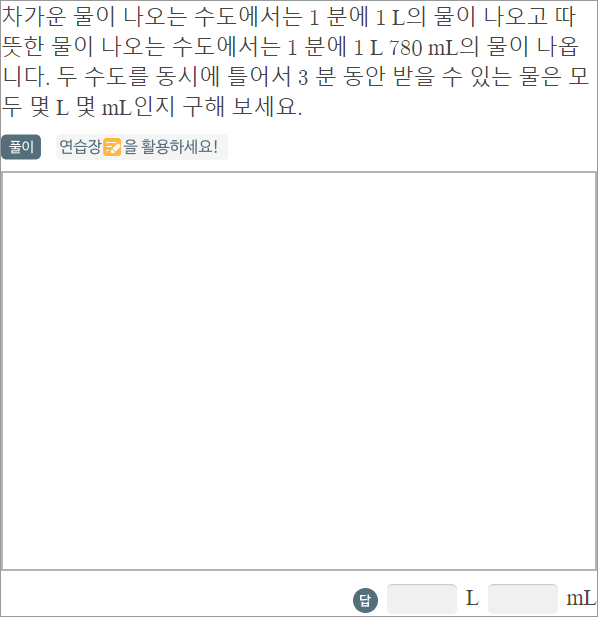 차가운 물이 나오는 수도에서는 1 분에 1 L의 물이 나오고 따
뜻한 물이 나오는 수도에서는 1 분에 1 L 780 mL의 물이 나옵
니다. 두 수도를 동시에 틀어서 3 분 동안 받을 수 있는 물은 모
두 몇 L 몇 mL인지 구해 보세요.
풀이 연습장을 활용하세요!
답 L mL